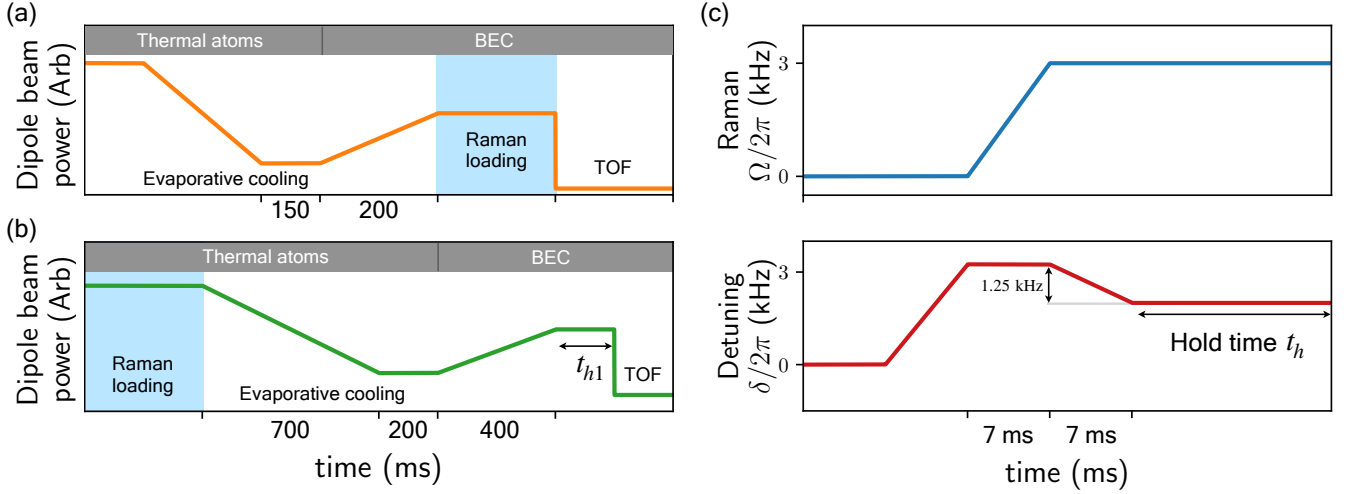 (a)
Thermal atoms
BEC
Dipole beam
power (Arb)
Raman
loading
TOF
Evaporative cooling
150
200
(b)
Thermal atoms
BEC
Dipole beam
power (Arb)
Raman
loading
t_{h1}
TOF
Evaporative cooling
700
200
400
time (ms)
(c)
Raman
Ω/2π (kHz)
3
0
Detuning
δ/2π (kHz)
3
0
1.25 kHz
Hold time t_h
7 ms
7 ms
time (ms)